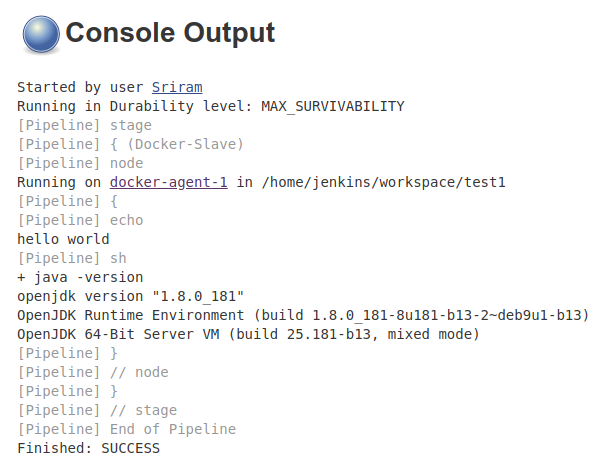 Console Output
Started by user Sriram
Running in Durability level: MAX_SURVIVABILITY
[Pipeline] stage
[Pipeline] { (Docker-Slave)
[Pipeline] node
Running on docker-agent-1 in /home/jenkins/workspace/test1
[Pipeline] {
[Pipeline] echo
hello world
[Pipeline] sh
+ java -version
openjdk version "1.8.0_181"
OpenJDK Runtime Environment (build 1.8.0_181-8u181-b13-2~deb9u1-b13)
OpenJDK 64-Bit Server VM (build 25.181-b13, mixed mode)
[Pipeline] }
[Pipeline] // node
[Pipeline] }
[Pipeline] // stage
[Pipeline] End of Pipeline
Finished: SUCCESS